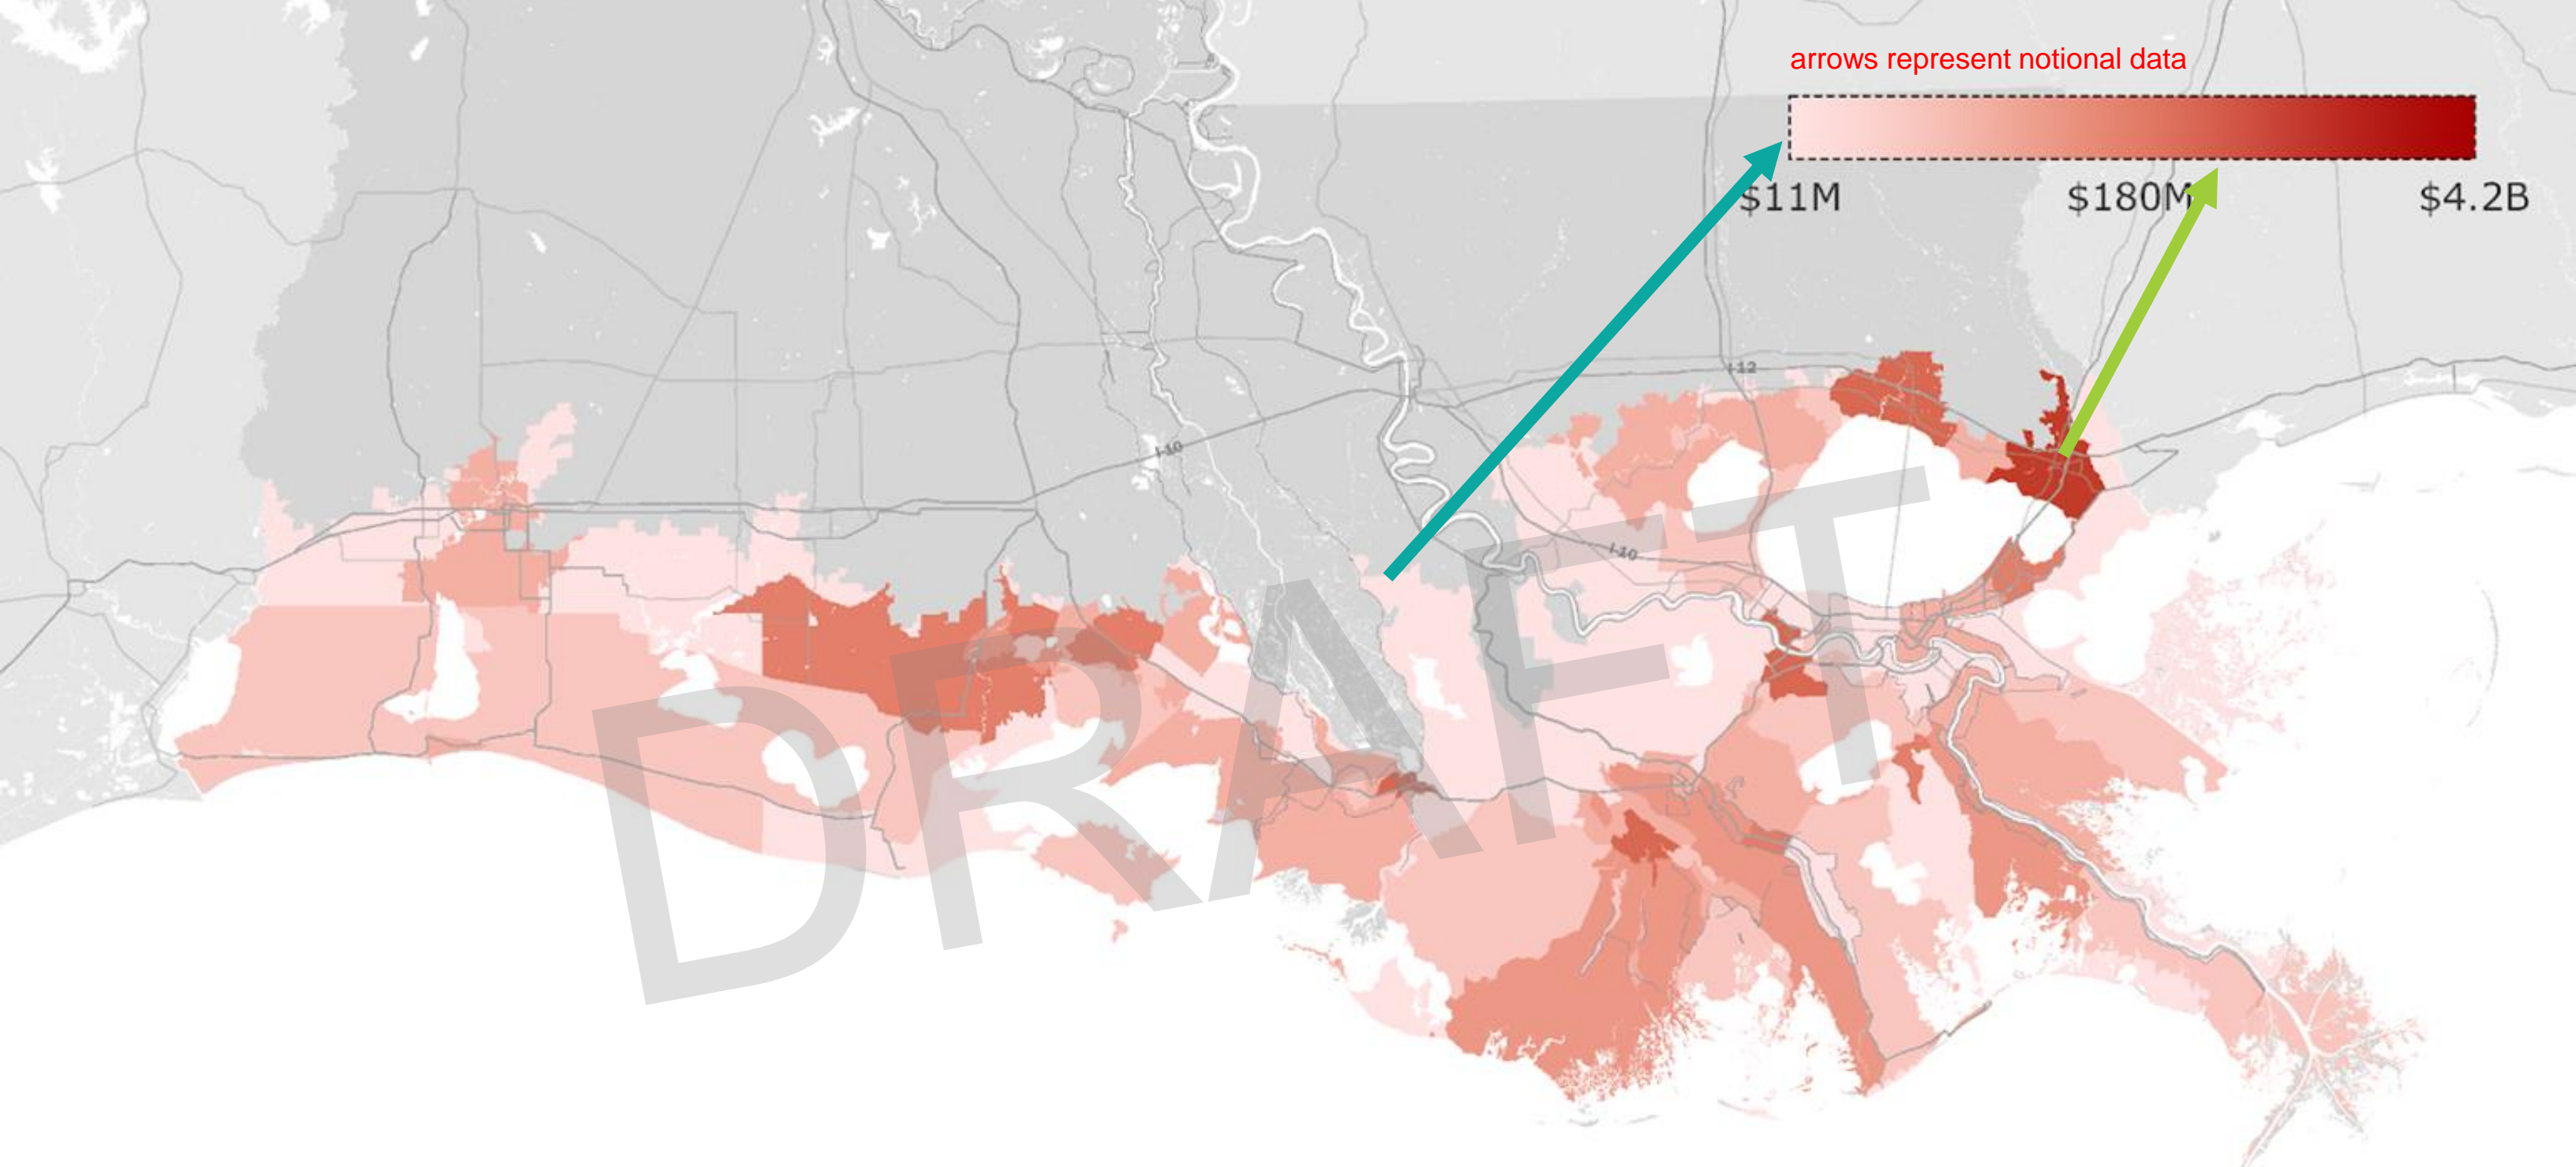 arrows represent notional data
$11M $180M $4.2B
I-12
I-10
I-10
DRAFT